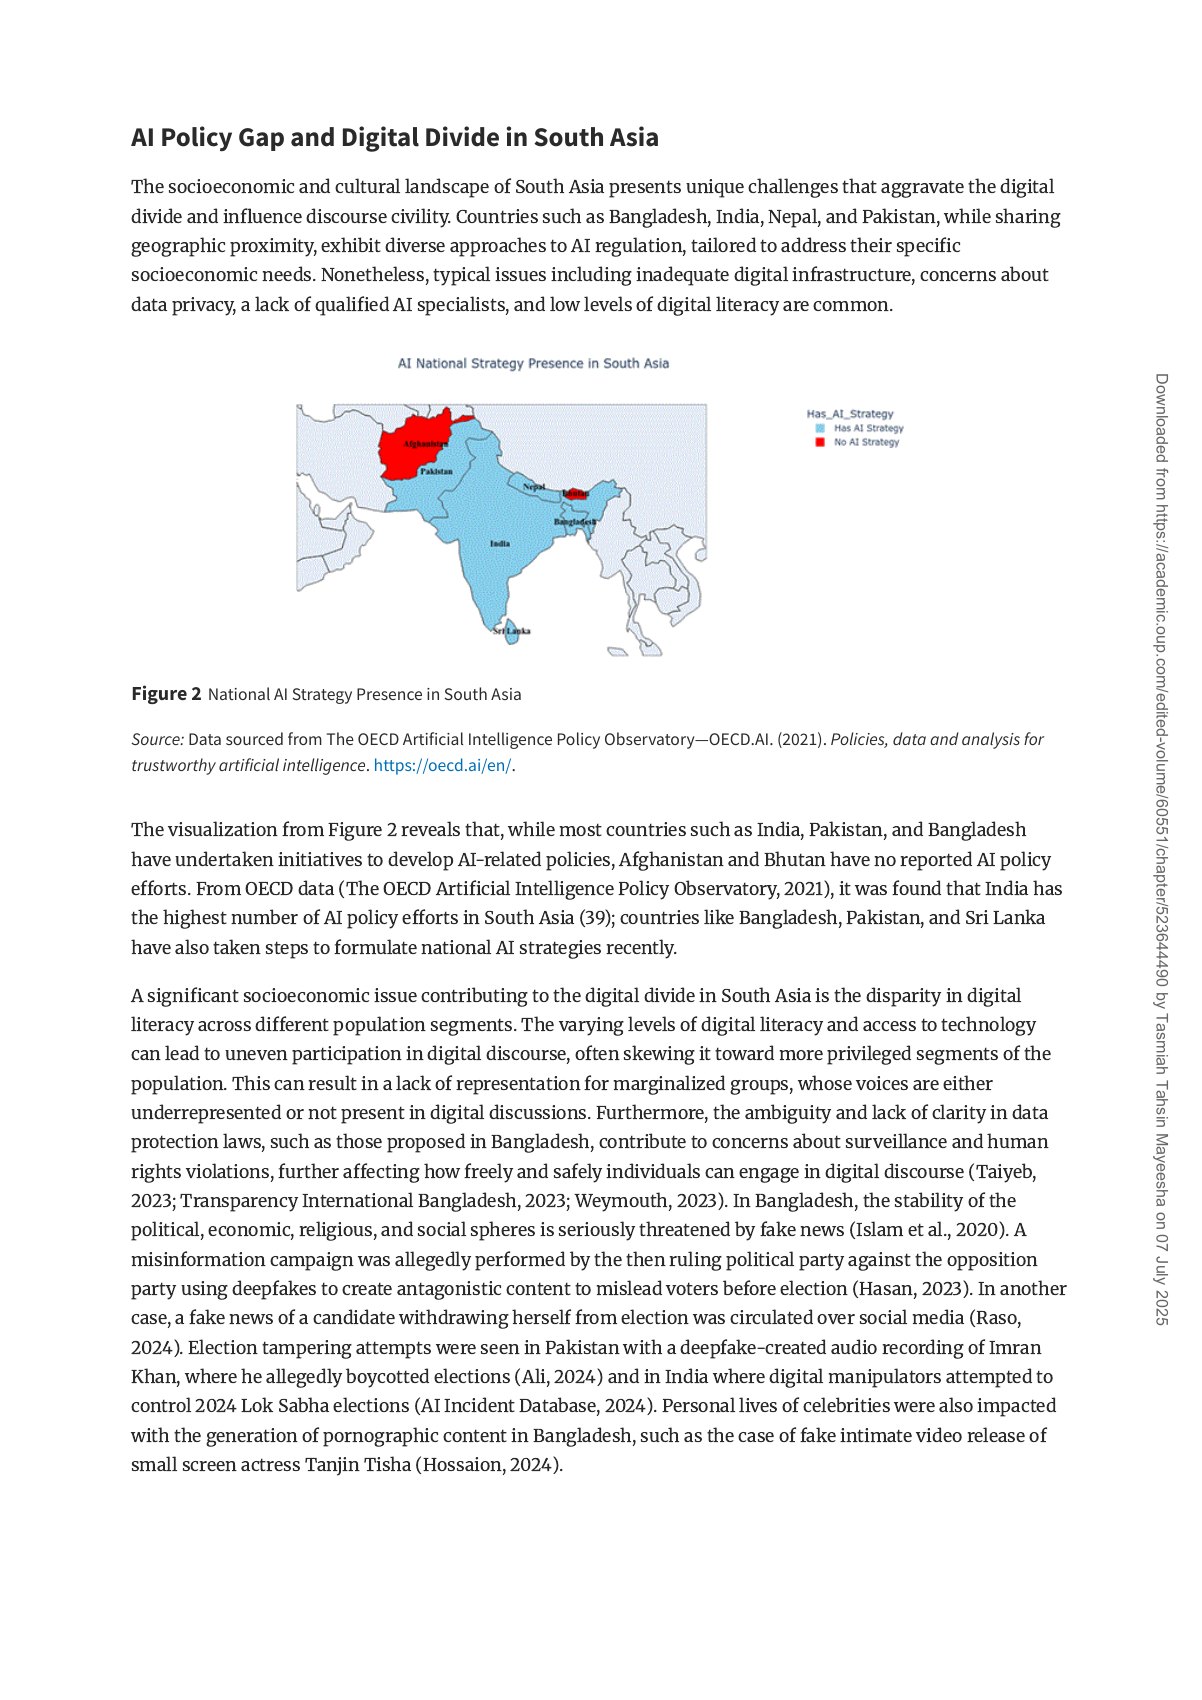 AI Policy Gap and Digital Divide in South Asia
The socioeconomic and cultural landscape of South Asia presents unique challenges that aggravate the digital
divide and influence discourse civility. Countries such as Bangladesh, India, Nepal, and Pakistan, while sharing
geographic proximity, exhibit diverse approaches to AI regulation, tailored to address their specific
socioeconomic needs. Nonetheless, typical issues including inadequate digital infrastructure, concerns about
data privacy, a lack of qualified AI specialists, and low levels of digital literacy are common.
AI National Strategy Presence in South Asia
Has_AI_Strategy
Has AI Strategy
No AI Strategy
Afghanistan
Pakistan
Nepal
Bhutan
Bangladesh
India
Sri Lanka
Figure 2 National AI Strategy Presence in South Asia
Source: Data sourced from The OECD Artificial Intelligence Policy Observatory—OECD.AI. (2021). Policies, data and analysis for
trustworthy artificial intelligence. https://oecd.ai/en/.
The visualization from Figure 2 reveals that, while most countries such as India, Pakistan, and Bangladesh
have undertaken initiatives to develop AI-related policies, Afghanistan and Bhutan have no reported AI policy
efforts. From OECD data (The OECD Artificial Intelligence Policy Observatory, 2021), it was found that India has
the highest number of AI policy efforts in South Asia (39); countries like Bangladesh, Pakistan, and Sri Lanka
have also taken steps to formulate national AI strategies recently.
A significant socioeconomic issue contributing to the digital divide in South Asia is the disparity in digital
literacy across different population segments. The varying levels of digital literacy and access to technology
can lead to uneven participation in digital discourse, often skewing it toward more privileged segments of the
population. This can result in a lack of representation for marginalized groups, whose voices are either
underrepresented or not present in digital discussions. Furthermore, the ambiguity and lack of clarity in data
protection laws, such as those proposed in Bangladesh, contribute to concerns about surveillance and human
rights violations, further affecting how freely and safely individuals can engage in digital discourse (Taiyeb,
2023; Transparency International Bangladesh, 2023; Weymouth, 2023). In Bangladesh, the stability of the
political, economic, religious, and social spheres is seriously threatened by fake news (Islam et al., 2020). A
misinformation campaign was allegedly performed by the then ruling political party against the opposition
party using deepfakes to create antagonistic content to mislead voters before election (Hasan, 2023). In another
case, a fake news of a candidate withdrawing herself from election was circulated over social media (Raso,
2024). Election tampering attempts were seen in Pakistan with a deepfake-created audio recording of Imran
Khan, where he allegedly boycotted elections (Ali, 2024) and in India where digital manipulators attempted to
control 2024 Lok Sabha elections (AI Incident Database, 2024). Personal lives of celebrities were also impacted
with the generation of pornographic content in Bangladesh, such as the case of fake intimate video release of
small screen actress Tanjin Tisha (Hossaion, 2024).
Downloaded from https://academic.oup.com/edited-volume/60551/chapter/523644490 by Tasmiah Tahsin Mayeesha on 07 July 2025